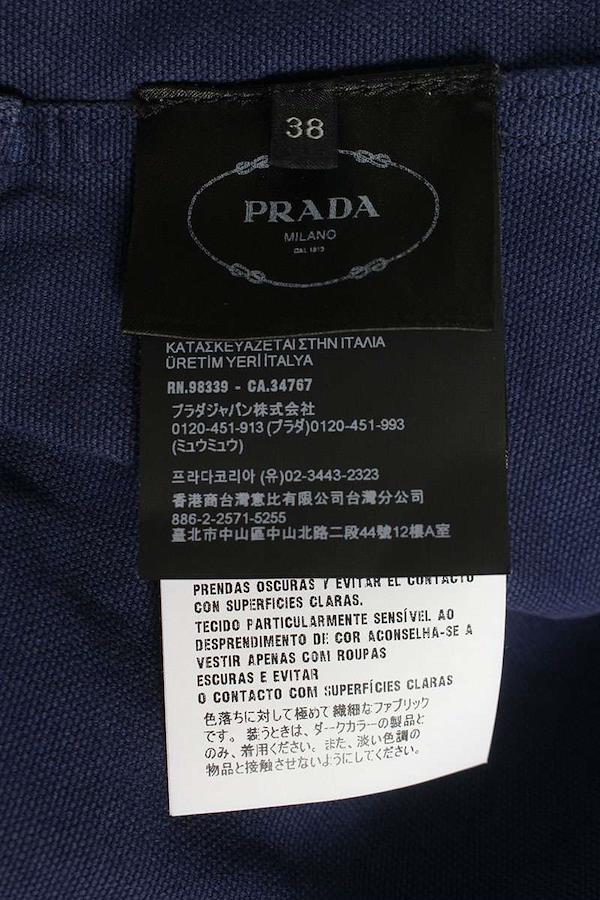 38
PRADA
MILANO
DAL 1913
ΚΑΤΑΣΚΕΥΑΖΕΤΑΙ ΣΤΗΝ ΙΤΑΛΙΑ
ÜRETİM YERİ İTALYA
RN.98339 - CA.34767
プラダジャパン株式会社
0120-451-913 (プラダ) 0120-451-993
(ミュウミュウ)
프라다코리아 (유) 02-3443-2323
香港商台灣意比有限公司台灣分公司
886-2-2571-5255
臺北市中山區中山北路二段44號12樓A室
PRENDAS OSCURAS Y EVITAR EL CONTACTO
CON SUPERFICIES CLARAS.
TECIDO PARTICULARMENTE SENSÍVEL AO
DESPRENDIMENTO DE COR ACONSELHA-SE A
VESTIR APENAS COM ROUPAS
ESCURAS E EVITAR
O CONTACTO COM SUPERFÍCIES CLARAS
色落ちに対して極めて繊細なファブリック
です。 装うときは、ダークカラーの製品と
のみ、着用ください。また、淡い色調の
物品と接触させないようにしてください。